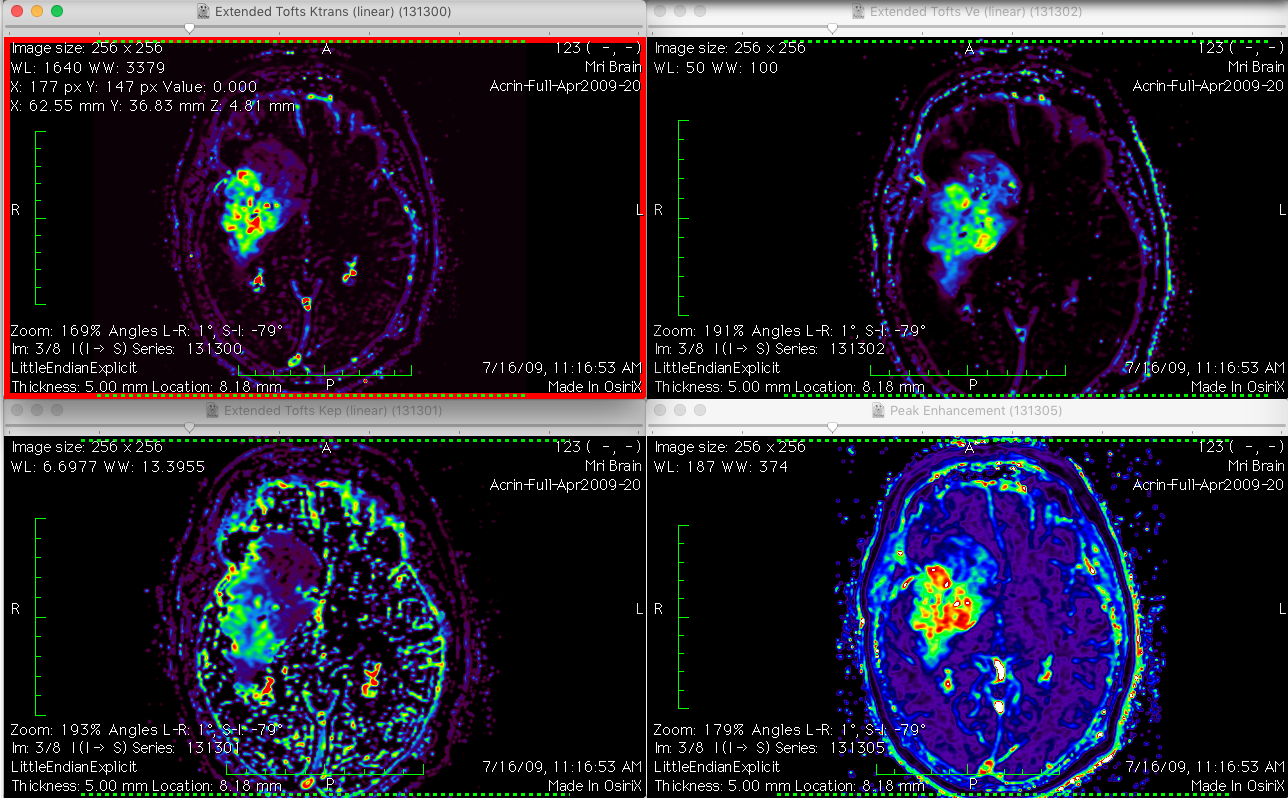 Extended Tofts Ktrans (linear) (131300)
Image size: 256 x 256
A
123 ( -, -)
WL: 1640 WW: 3379
Mri Brain
X: 177 px Y: 147 px Value: 0.000
Acrin-Full-Apr2009-20
X: 62.55 mm Y: 36.83 mm Z: 4.81 mm
R
L
Zoom: 169% Angles L-R: 1°, S-I: -79°
Im: 3/8 I(I -> S) Series: 131300
LittleEndianExplicit
7/16/09, 11:16:53 AM
Thickness: 5.00 mm Location: 8.18 mm
P
Made In OsiriX
Extended Tofts Ve (linear) (131302)
Image size: 256 x 256
A
123 ( -, -)
WL: 50 WW: 100
Mri Brain
Acrin-Full-Apr2009-20
R
L
Zoom: 191% Angles L-R: 1°, S-I: -79°
Im: 3/8 I(I -> S) Series: 131302
LittleEndianExplicit
7/16/09, 11:16:53 AM
Thickness: 5.00 mm Location: 8.18 mm
P
Made In OsiriX
Extended Tofts Kep (linear) (131301)
Image size: 256 x 256
A
123 ( -, -)
WL: 6.6977 WW: 13.3955
Mri Brain
Acrin-Full-Apr2009-20
R
L
Zoom: 193% Angles L-R: 1°, S-I: -79°
Im: 3/8 I(I -> S) Series: 131301
LittleEndianExplicit
7/16/09, 11:16:53 AM
Thickness: 5.00 mm Location: 8.18 mm
P
Made In OsiriX
Peak Enhancement (131305)
Image size: 256 x 256
A
123 ( -, -)
WL: 187 WW: 374
Mri Brain
Acrin-Full-Apr2009-20
R
L
Zoom: 179% Angles L-R: 1°, S-I: -79°
Im: 3/8 I(I -> S) Series: 131305
LittleEndianExplicit
7/16/09, 11:16:53 AM
Thickness: 5.00 mm Location: 8.18 mm
P
Made In OsiriX